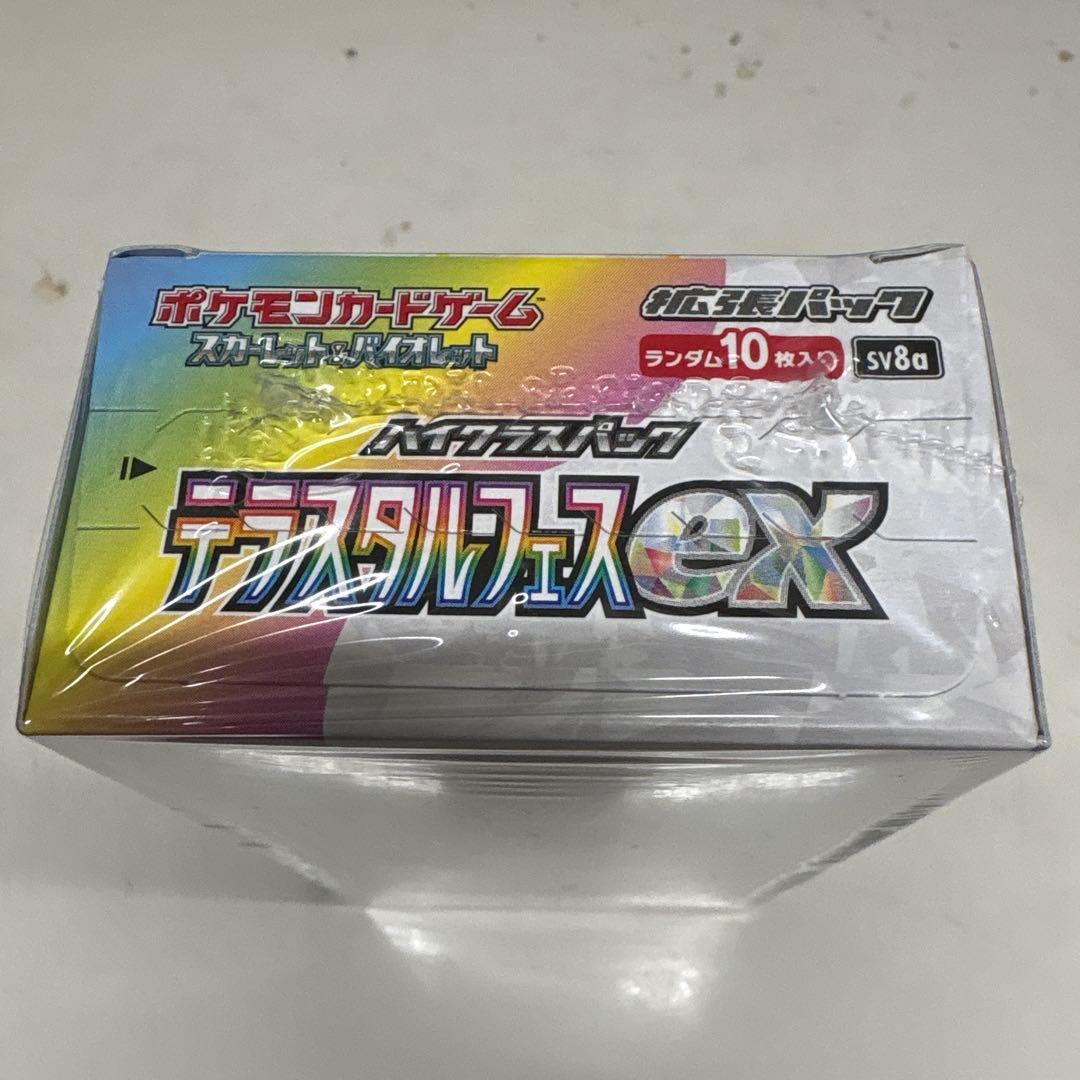 ポケモンカードゲーム™
スカーレット&バイオレット
拡張パック
ランダム10枚入り
SV8a
ハイクラスパック
テラスタルフェスex